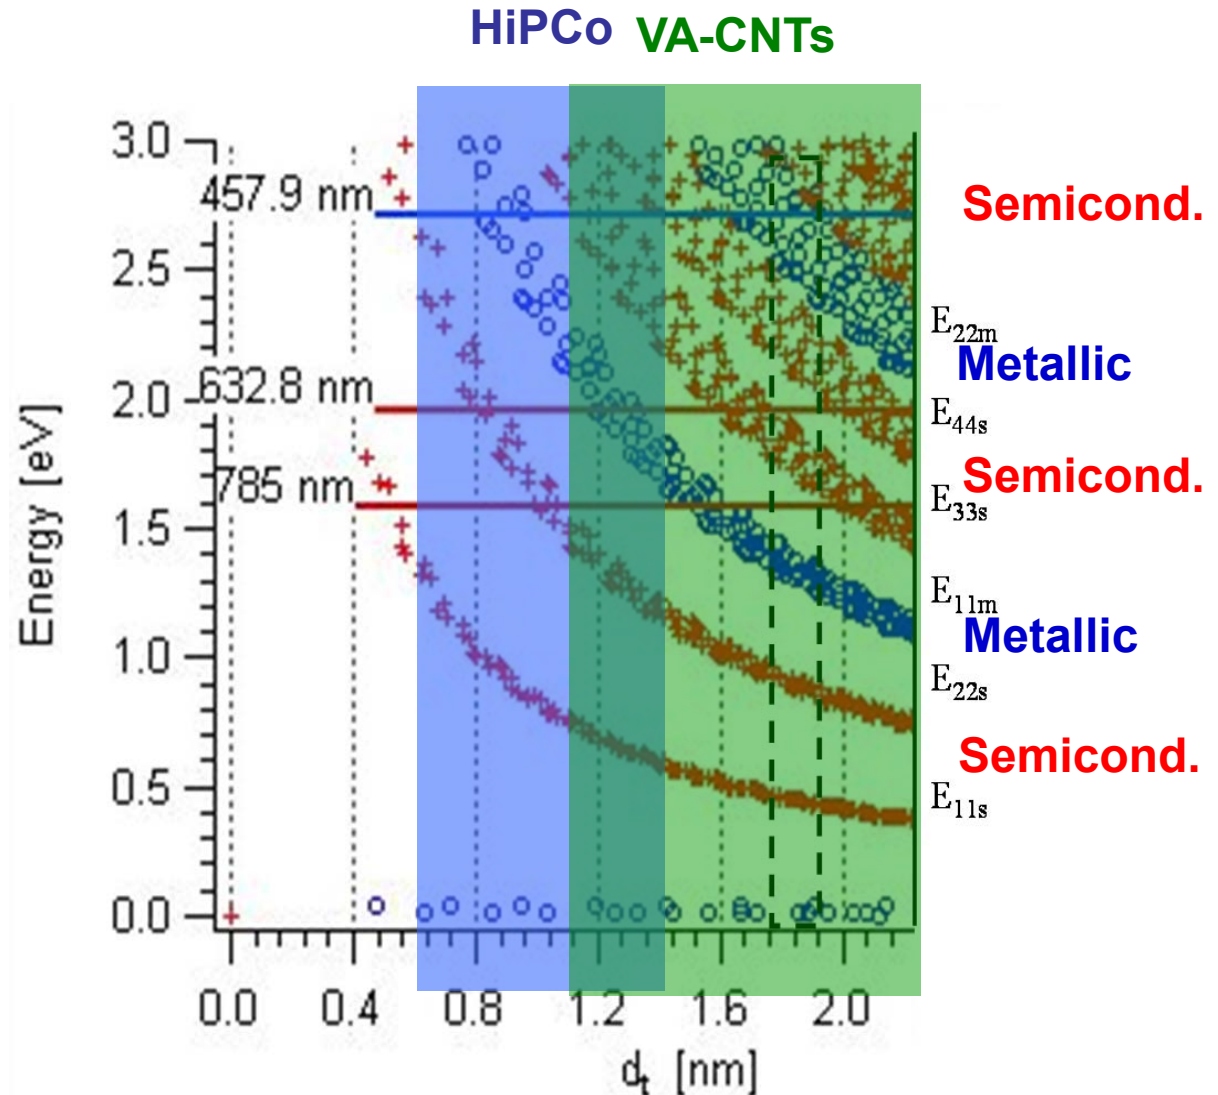 HiPCo VA-CNTs
3.0
457.9 nm
Semicond.
2.5
E22m
Metallic
632.8 nm
2.0
E44s
Semicond.
785 nm
E33s
1.5
E11m
Metallic
1.0
E22s
Semicond.
0.5
E11s
0.0
Energy [eV]
0.0 0.4 0.8 1.2 1.6 2.0
dt [nm]